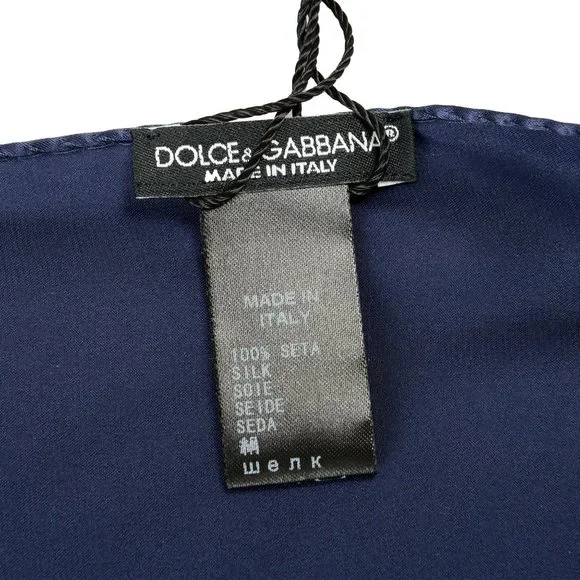 DOLCE & GABBANA®
MADE IN ITALY
MADE IN
ITALY
100% SETA
SILK
SOIE
SEIDE
SEDA
絹
шелк